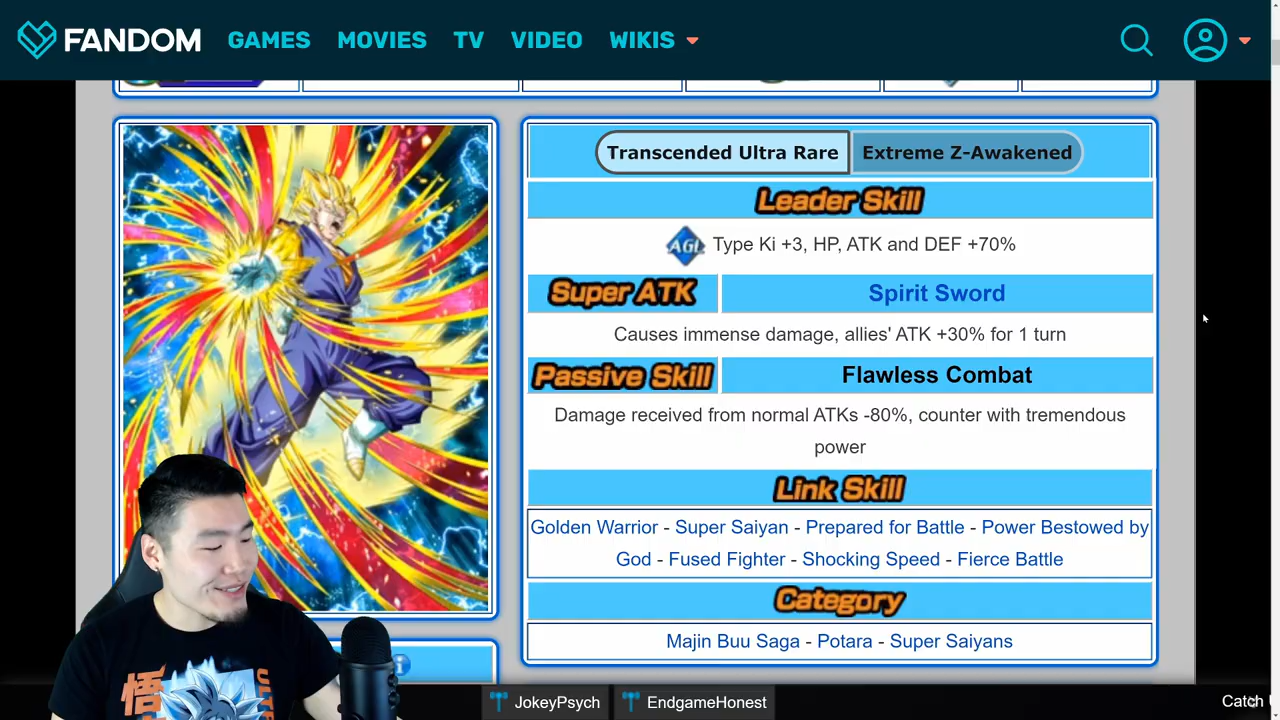 FANDOM GAMES MOVIES TV VIDEO WIKIS
Transcended Ultra Rare Extreme Z-Awakened
Leader Skill
AGL Type Ki +3, HP, ATK and DEF +70%
Super ATK Spirit Sword
Causes immense damage, allies' ATK +30% for 1 turn
Passive Skill Flawless Combat
Damage received from normal ATKs -80%, counter with tremendous
power
Link Skill
Golden Warrior - Super Saiyan - Prepared for Battle - Power Bestowed by
God - Fused Fighter - Shocking Speed - Fierce Battle
Category
Majin Buu Saga - Potara - Super Saiyans
悟
JokeyPsych EndgameHonest Catch